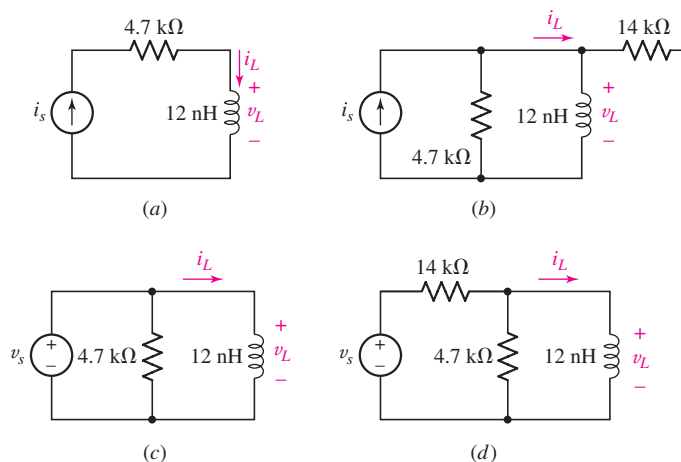 4.7 kΩ
i_L
i_s
12 nH
+
v_L
−
(a)
i_L
14 kΩ
i_s
4.7 kΩ
12 nH
+
v_L
−
(b)
i_L
v_s
+
−
4.7 kΩ
12 nH
+
v_L
−
(c)
14 kΩ
i_L
v_s
+
−
4.7 kΩ
12 nH
+
v_L
−
(d)